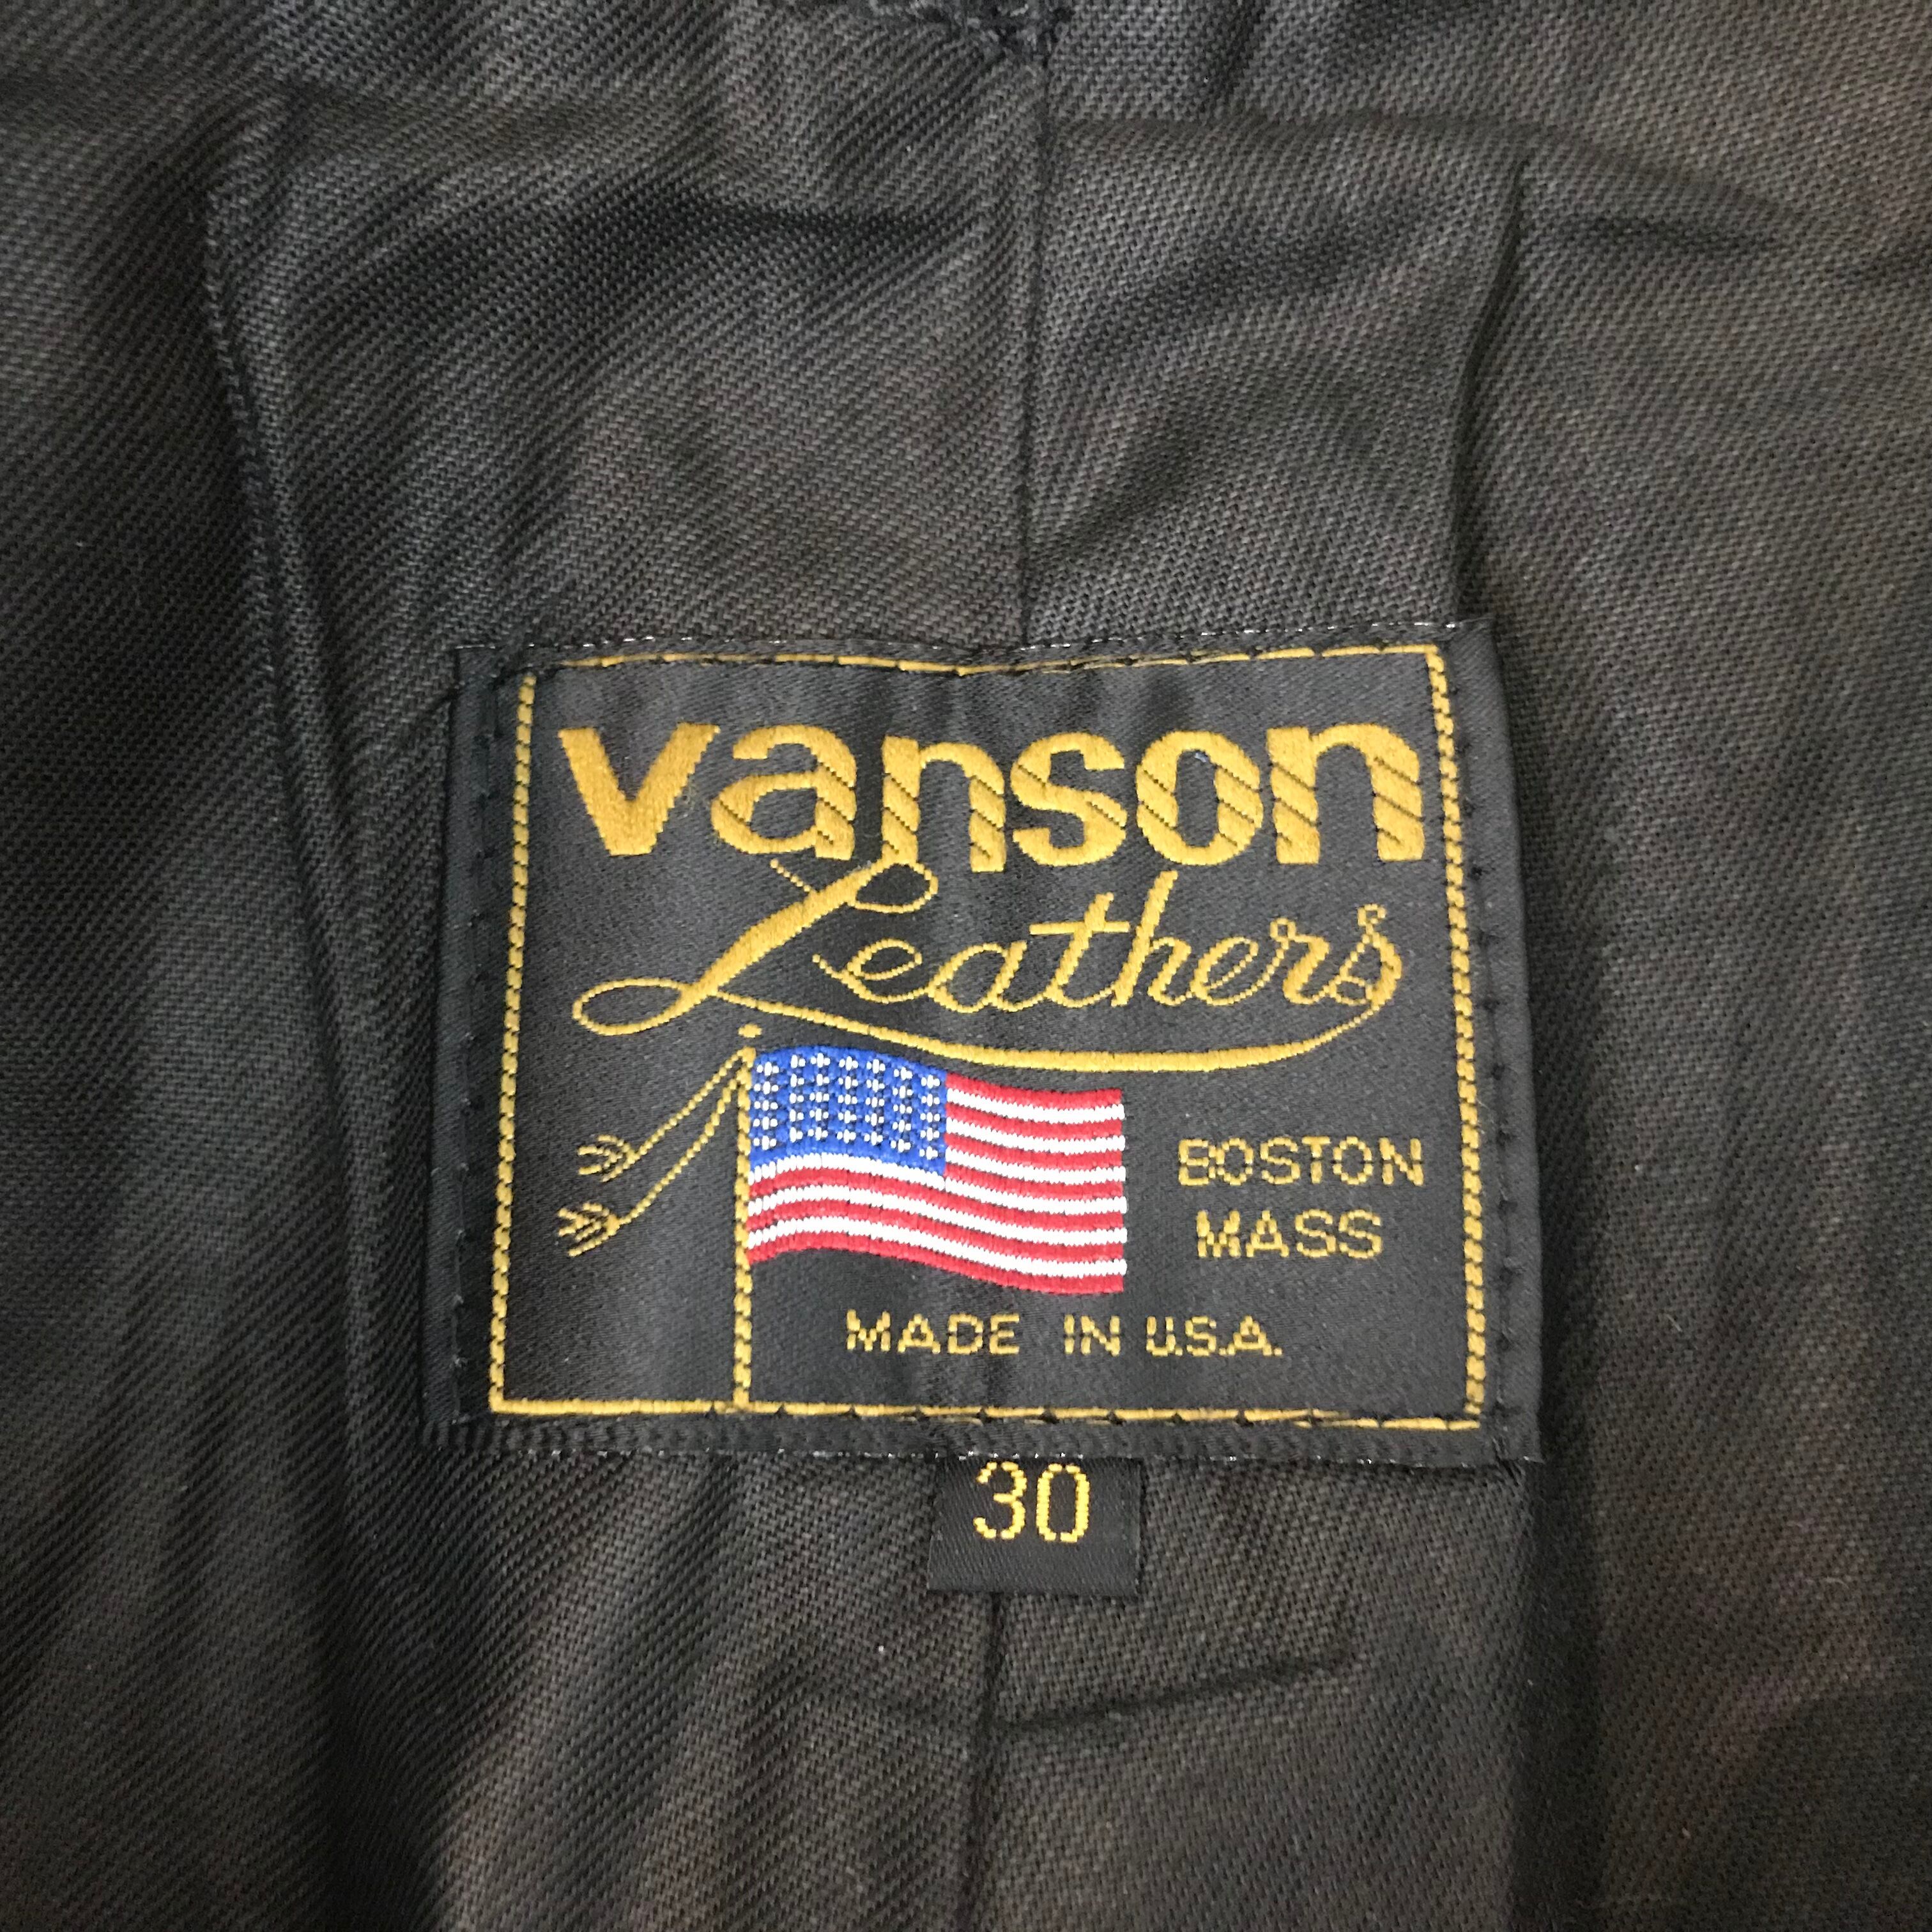 vanson
Leathers
BOSTON
MASS
MADE IN U.S.A.
30